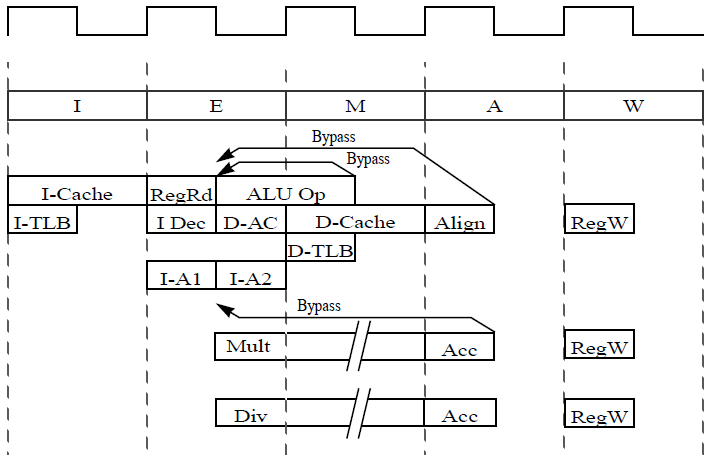 I E M A W
Bypass
Bypass
I-Cache RegRd ALU Op
I-TLB I Dec D-AC D-Cache Align RegW
D-TLB
I-A1 I-A2
Bypass
Mult Acc RegW
Div Acc RegW